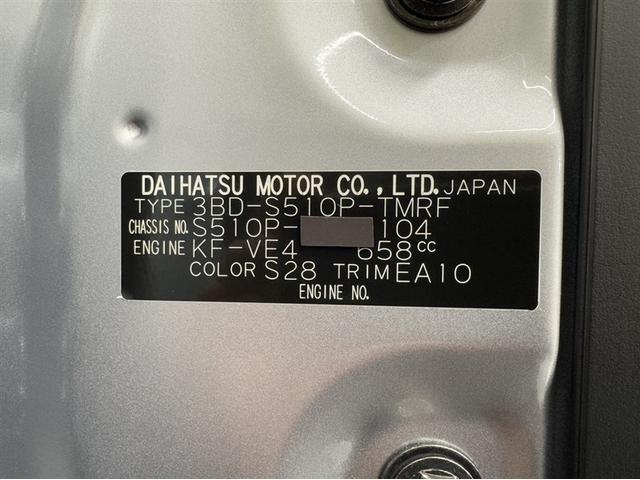 DAIHATSU MOTOR CO., LTD. JAPAN
TYPE 3BD-S510P-TMRF
CHASSIS NO. S510P- 104
ENGINE KF-VE4 658cc
COLOR S28 TRIM EA10
ENGINE NO.